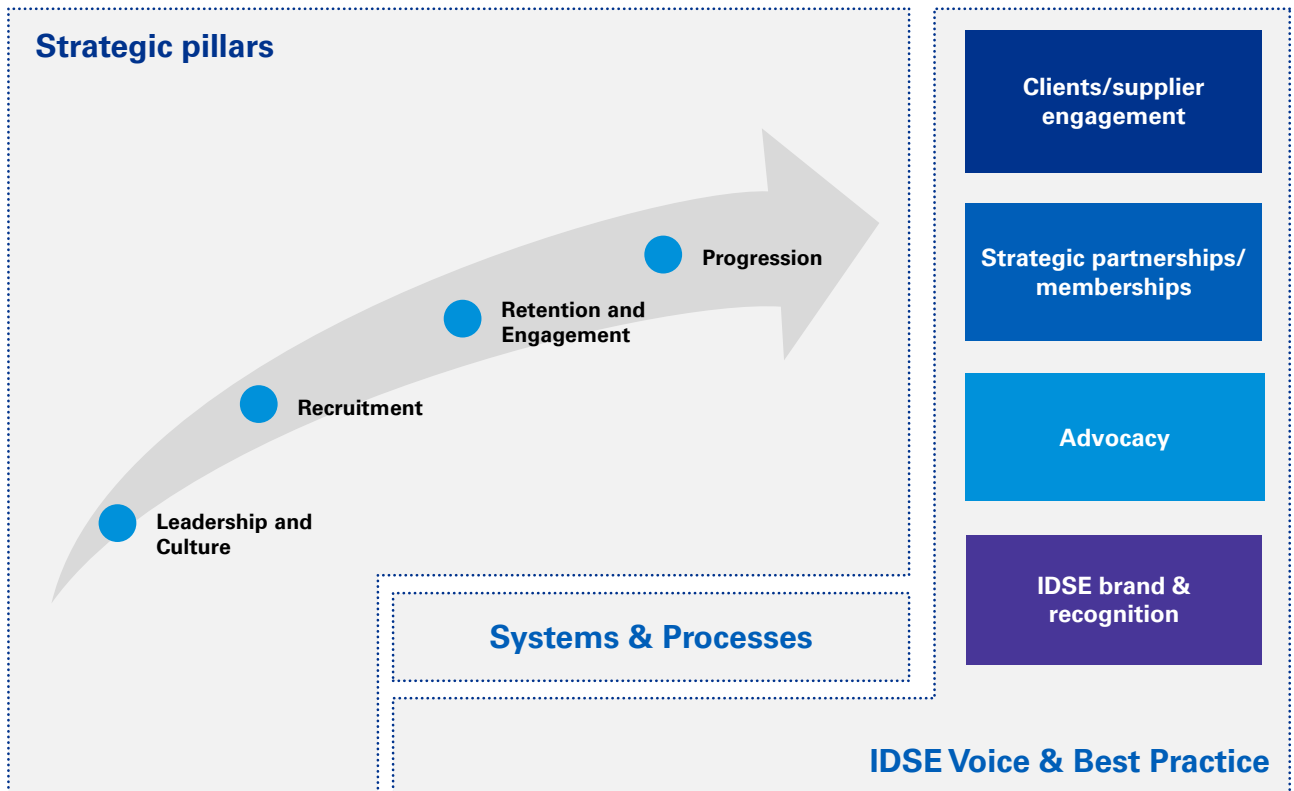 Strategic pillars
Progression
Retention and
Engagement
Recruitment
Leadership and
Culture
Systems & Processes
Clients/supplier
engagement
Strategic partnerships/
memberships
Advocacy
IDSE brand &
recognition
IDSE Voice & Best Practice